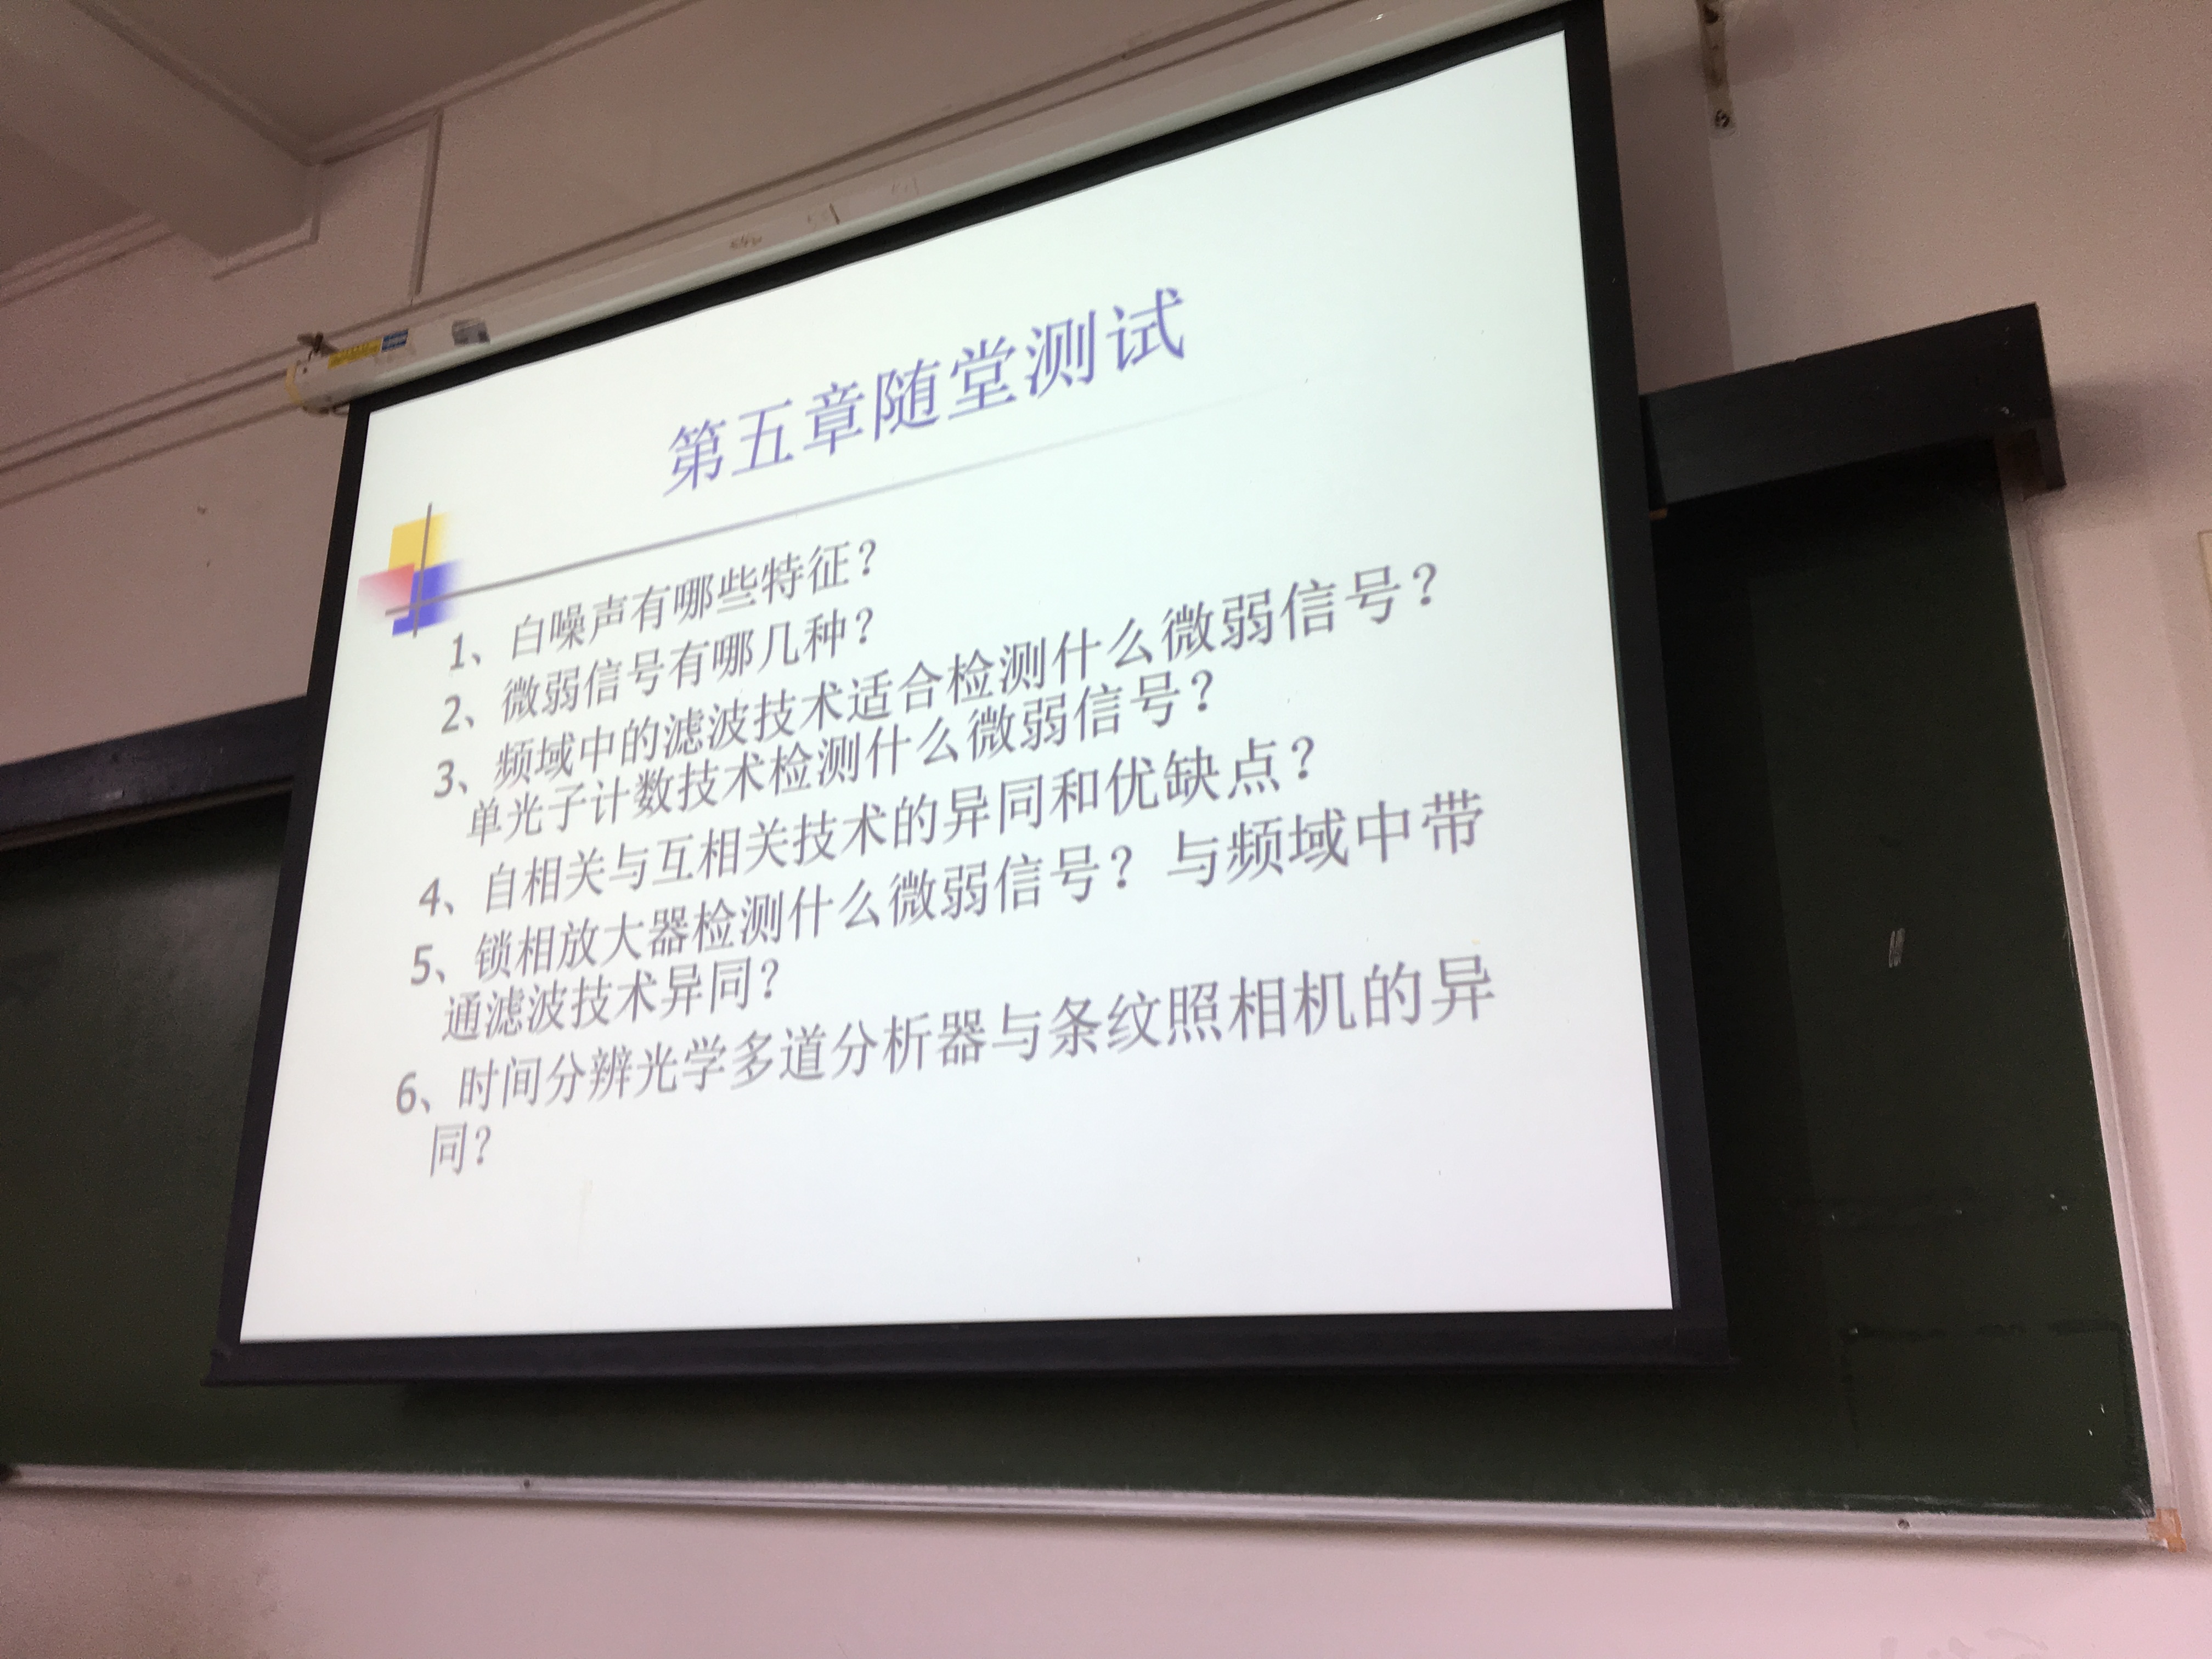 第五章随堂测试
1、白噪声有哪些特征？
2、微弱信号有哪几种？
3、频域中的滤波技术适合检测什么微弱信号？
单光子计数技术检测什么微弱信号？
4、自相关与互相关技术的异同和优缺点？
5、锁相放大器检测什么微弱信号？与频域中带
通滤波技术异同？
6、时间分辨光学多道分析器与条纹照相机的异
同？